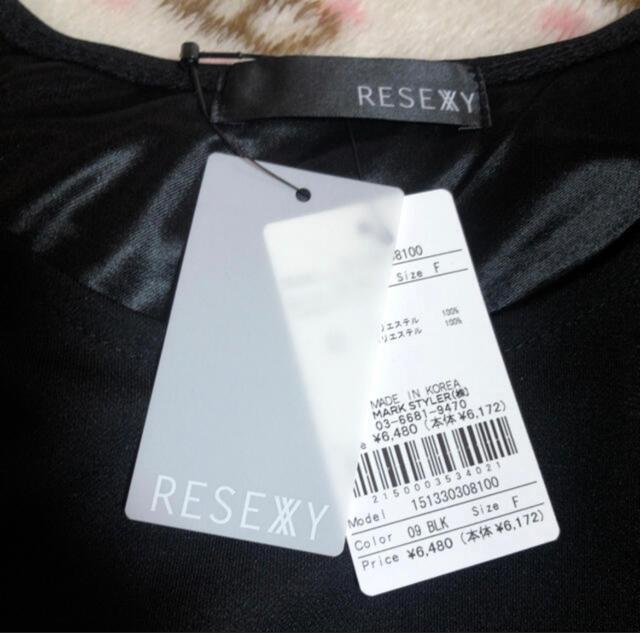 RESEXXY
RESEXXY
8100
Size F
リエステル 100%
リエステル 100%
MADE IN KOREA
MARK STYLER(株)
03-6681-9470
¥6,480 (本体¥6,172)
2150003534021
Model 151330308100
Color 09 BLK Size F
Price ¥6,480 (本体¥6,172)